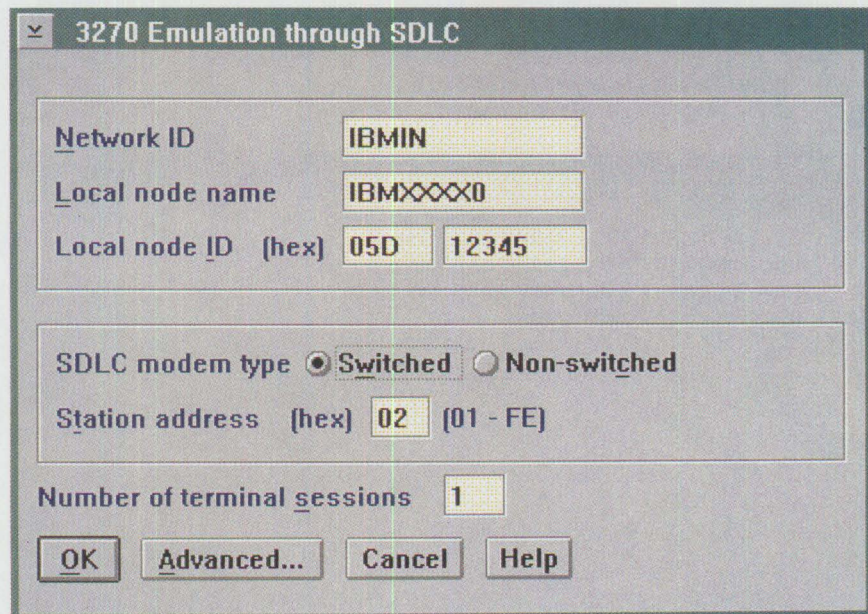 3270 Emulation through SDLC
Network ID IBMIN
Local node name IBMXXXX0
Local node ID (hex) 05D 12345
SDLC modem type Switched Non-switched
Station address (hex) 02 (01 - FE)
Number of terminal sessions 1
OK Advanced... Cancel Help